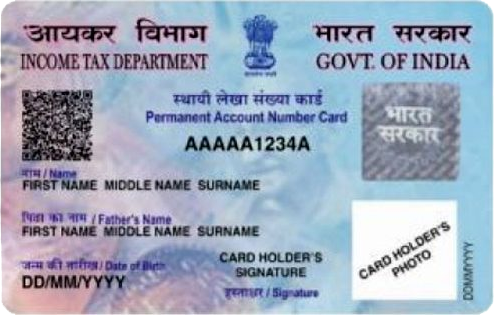 आयकर विभाग
INCOME TAX DEPARTMENT
भारत सरकार
GOVT. OF INDIA
स्थायी लेखा संख्या कार्ड
Permanent Account Number Card
AAAAA1234A
भारत
सरकार
नाम / Name
FIRST NAME MIDDLE NAME SURNAME
पिता का नाम / Father's Name
FIRST NAME MIDDLE NAME SURNAME
जन्म की तारीख / Date of Birth
DD/MM/YYYY
CARD HOLDER'S
SIGNATURE
हस्ताक्षर / Signature
CARD HOLDER'S
PHOTO
DDMMYYYY